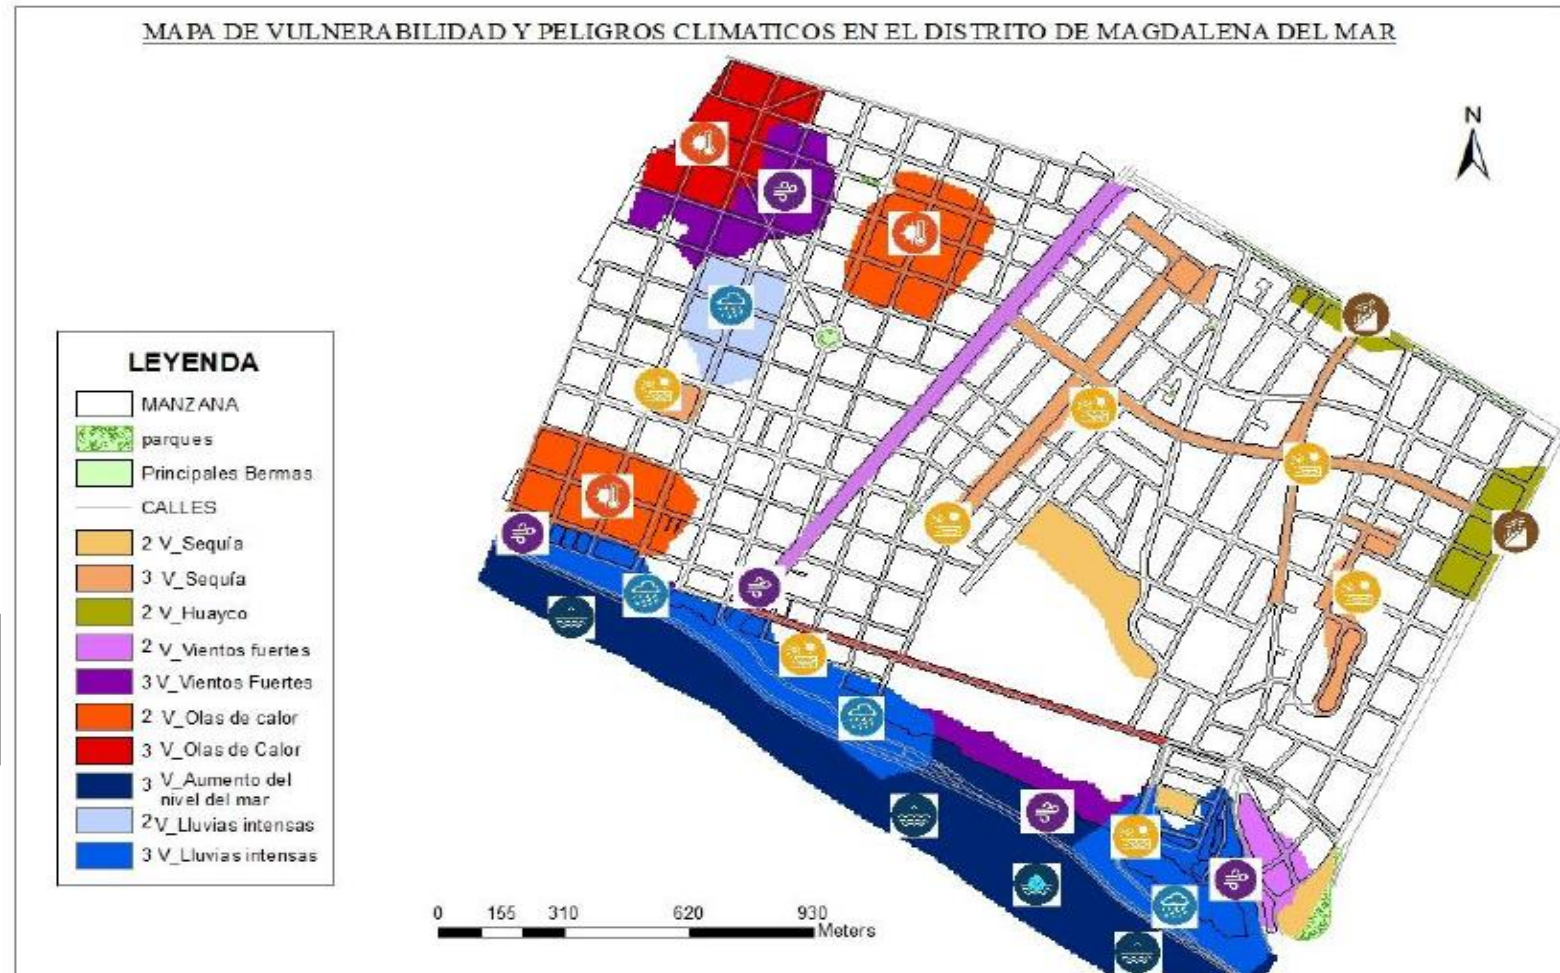 MAPA DE VULNERABILIDAD Y PELIGROS CLIMATICOS EN EL DISTRITO DE MAGDALENA DEL MAR
N
LEYENDA
MANZANA
parques
Principales Bermas
CALLES
2 V_Sequía
3 V_Sequía
2 V_Huayco
2 V_Vientos fuertes
3 V_Vientos Fuertes
2 V_Olas de calor
3 V_Olas de Calor
3 V_Aumento del
nivel del mar
2 V_Lluvias intensas
3 V_Lluvias intensas
0 155 310 620 930
Meters